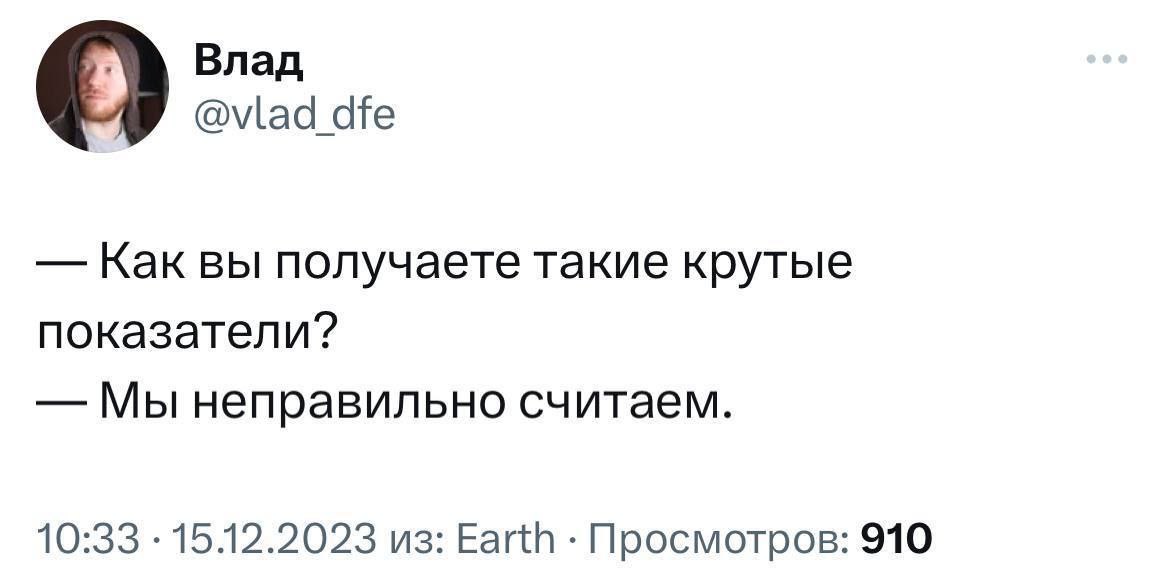 Влад
@vlad_dfe
— Как вы получаете такие крутые
показатели?
— Мы неправильно считаем.
10:33 · 15.12.2023 из: Earth · Просмотров: 910